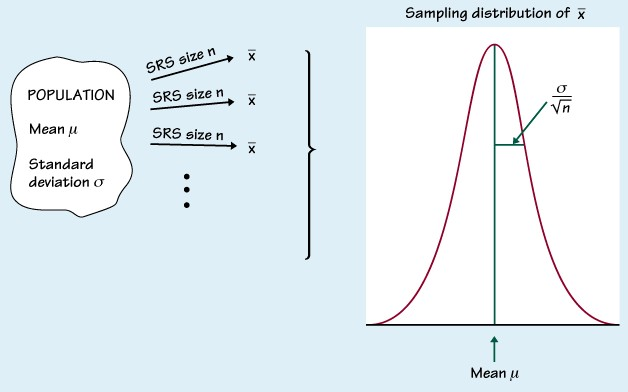 Sampling distribution of x̄
POPULATION
Mean μ
Standard
deviation σ
SRS size n
x̄
SRS size n
x̄
SRS size n
x̄
σ
√n
Mean μ